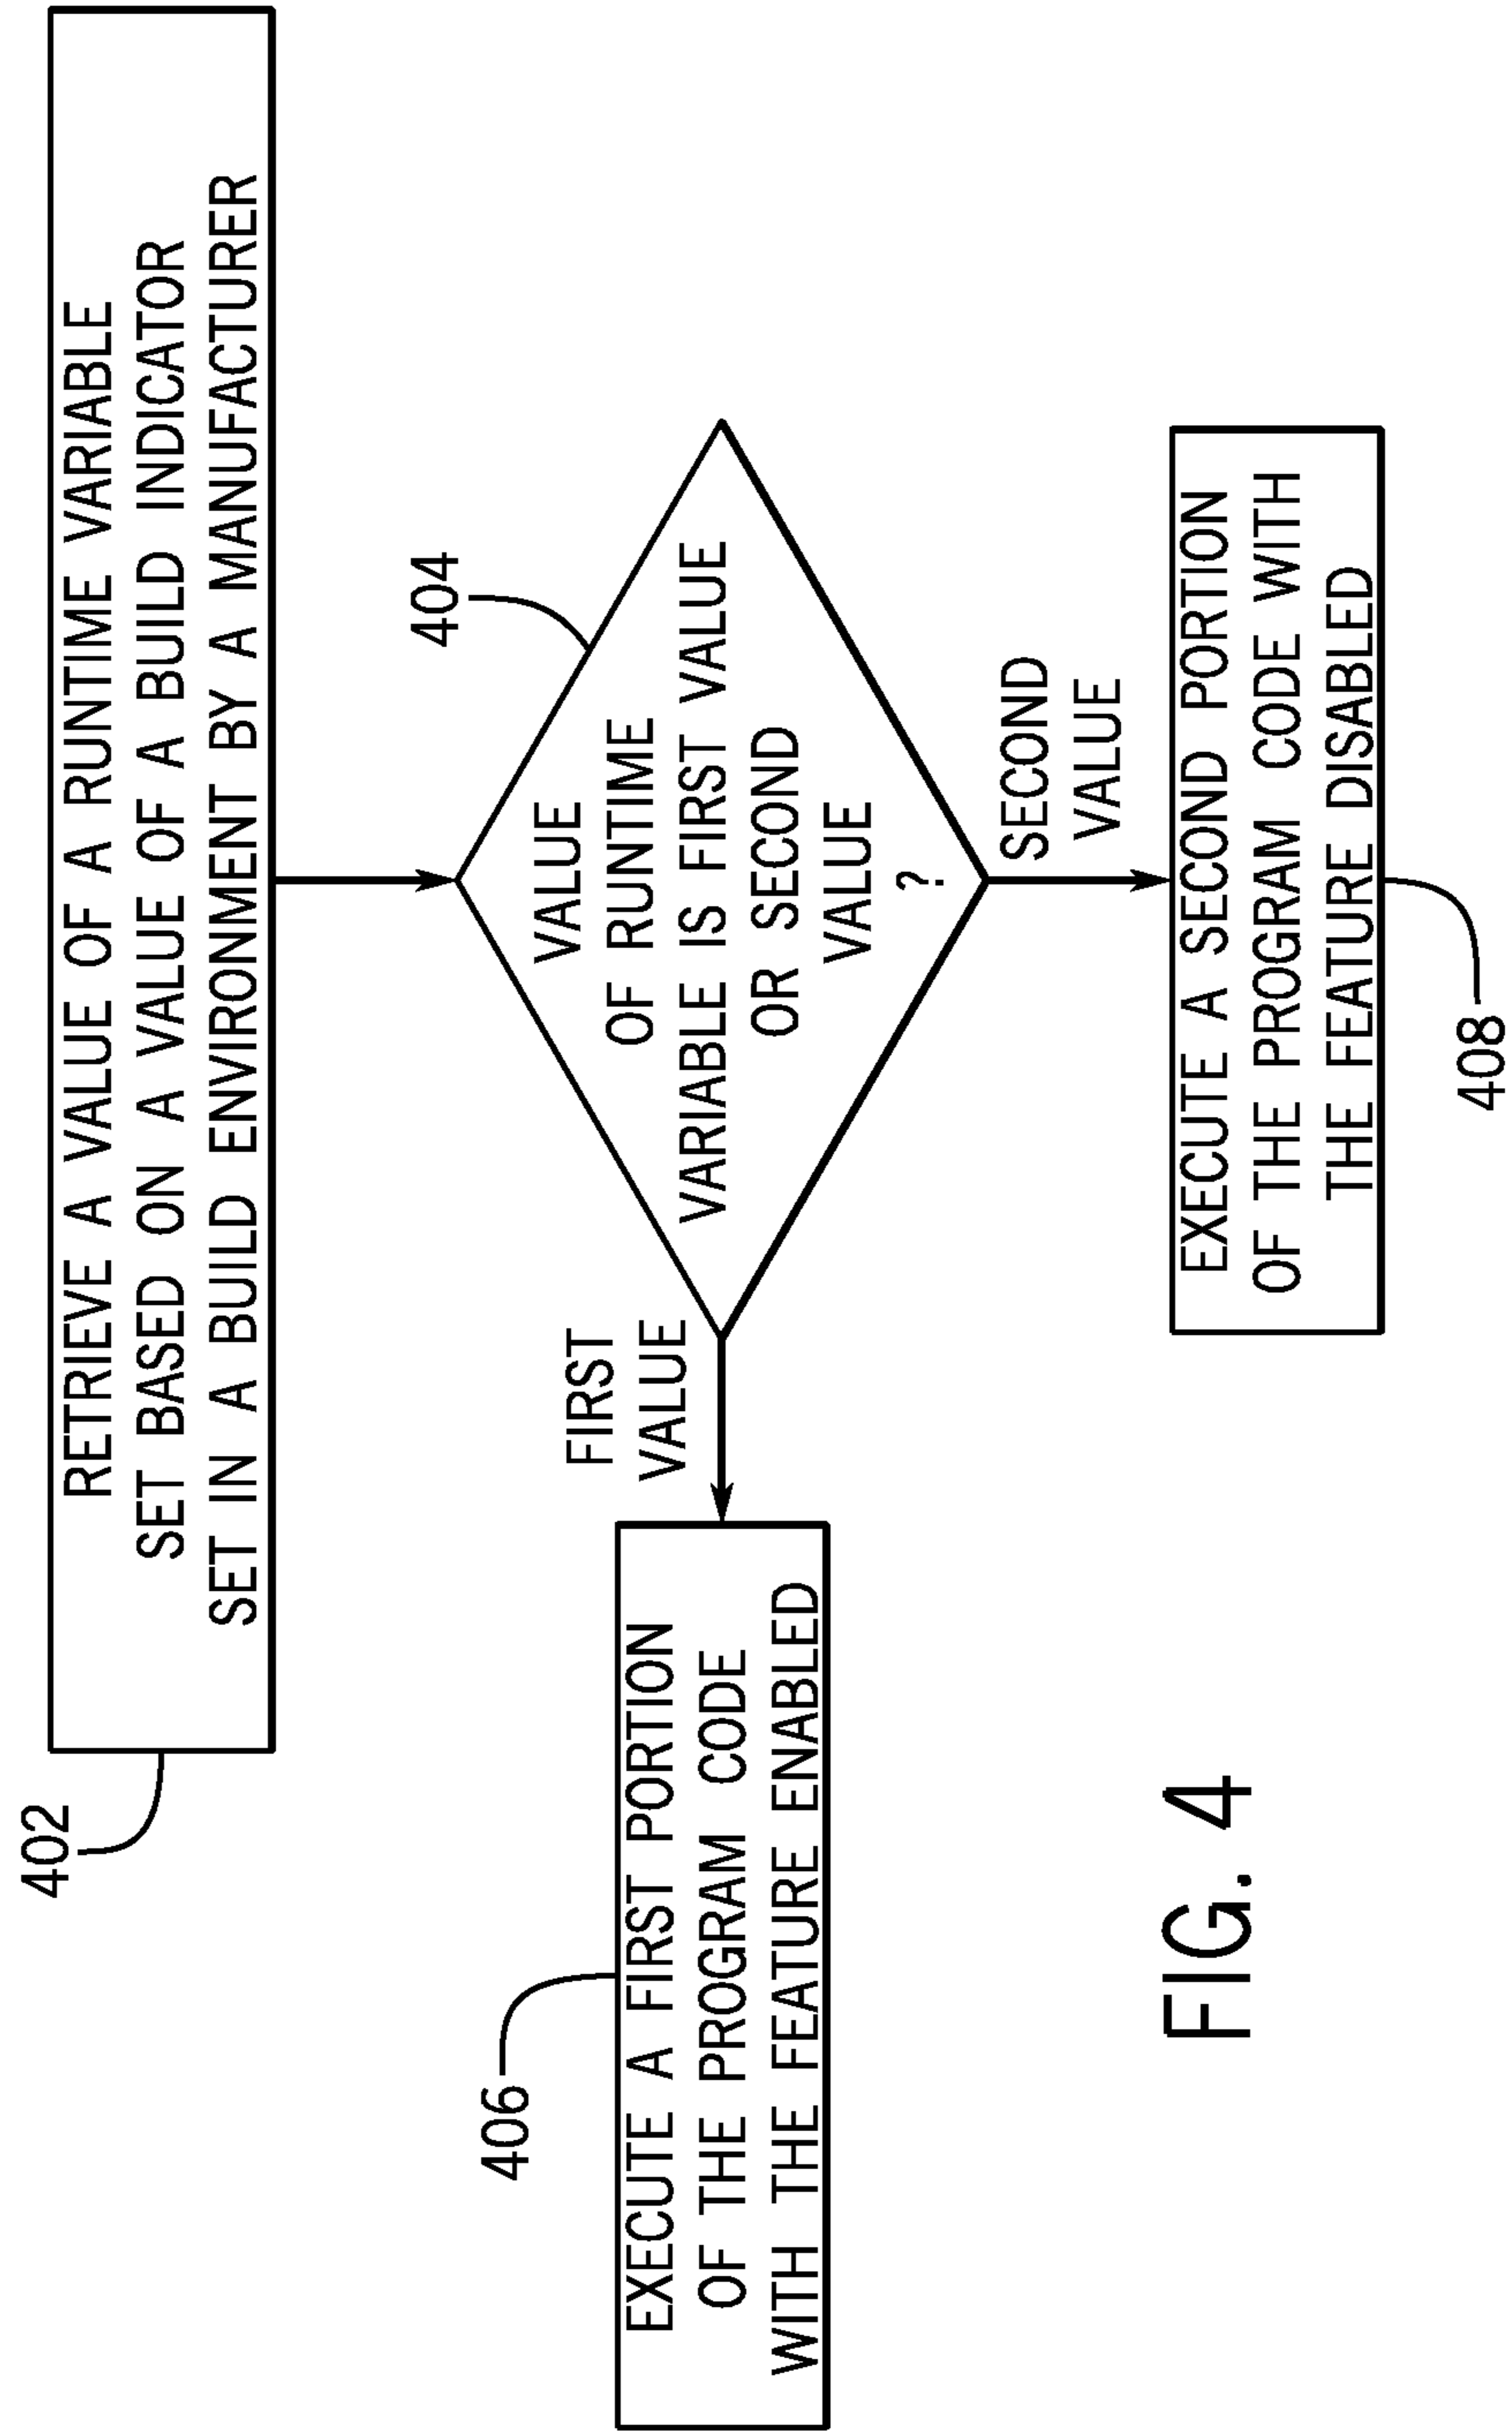 402
RETRIEVE A VALUE OF A RUNTIME VARIABLE
SET BASED ON A VALUE OF A BUILD INDICATOR
SET IN A BUILD ENVIRONMENT BY A MANUFACTURER
404
VALUE
OF RUNTIME
VARIABLE IS FIRST VALUE
OR SECOND
VALUE
?
FIRST
VALUE
406
EXECUTE A FIRST PORTION
OF THE PROGRAM CODE
WITH THE FEATURE ENABLED
SECOND
VALUE
EXECUTE A SECOND PORTION
OF THE PROGRAM CODE WITH
THE FEATURE DISABLED
408
FIG. 4